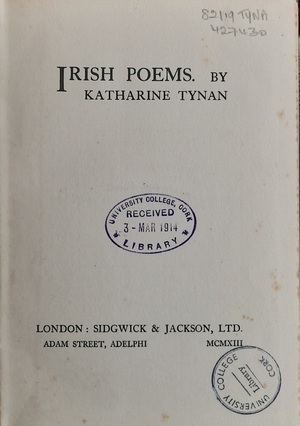 82119 TYNA
427430
IRISH POEMS. BY
KATHARINE TYNAN
UNIVERSITY COLLEGE, CORK
RECEIVED
3 - MAR 1914
LIBRARY
LONDON: SIDGWICK & JACKSON, LTD.
ADAM STREET, ADELPHI MCMXIII
UNIVERSITY COLLEGE
Library
CORK